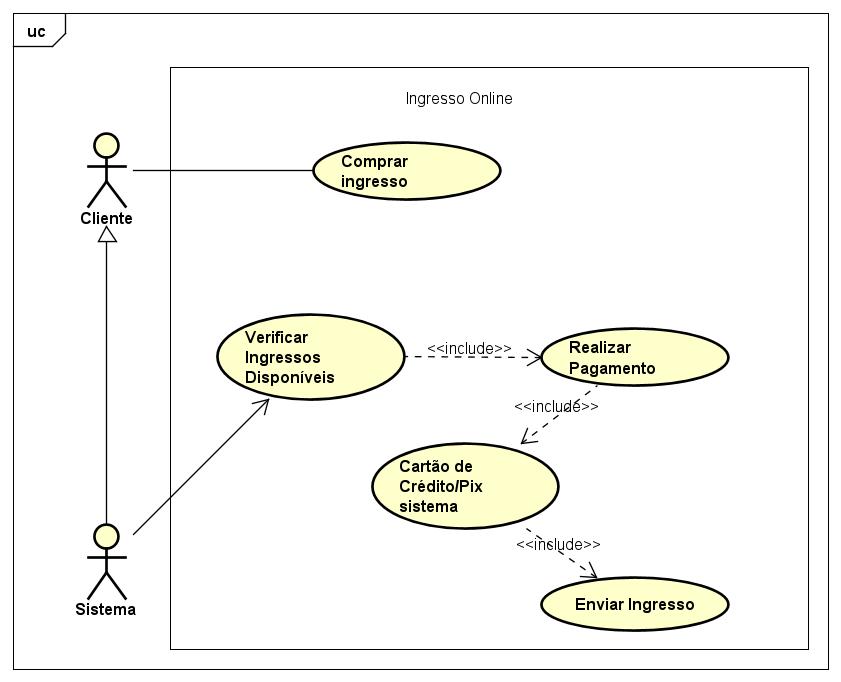 uc
Ingresso Online
Comprar
ingresso
Cliente
Verificar
Ingressos
Disponíveis
<<include>>
Realizar
Pagamento
<<include>>
Cartão de
Crédito/Pix
sistema
<<include>>
Enviar Ingresso
Sistema